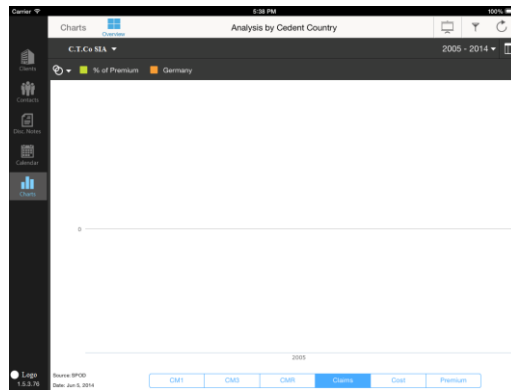 Carrier 5:38 PM 100%
Charts Overview Analysis by Cedent Country
C.T.Co SIA 2005 - 2014
% of Premium Germany
Clients
Contacts
Disc. Notes
Calendar
Charts
0
2005
Logo
1.5.3.76
Source: BPOD
Date: Jun 5, 2014
CM1 CM3 CMR Claims Cost Premium